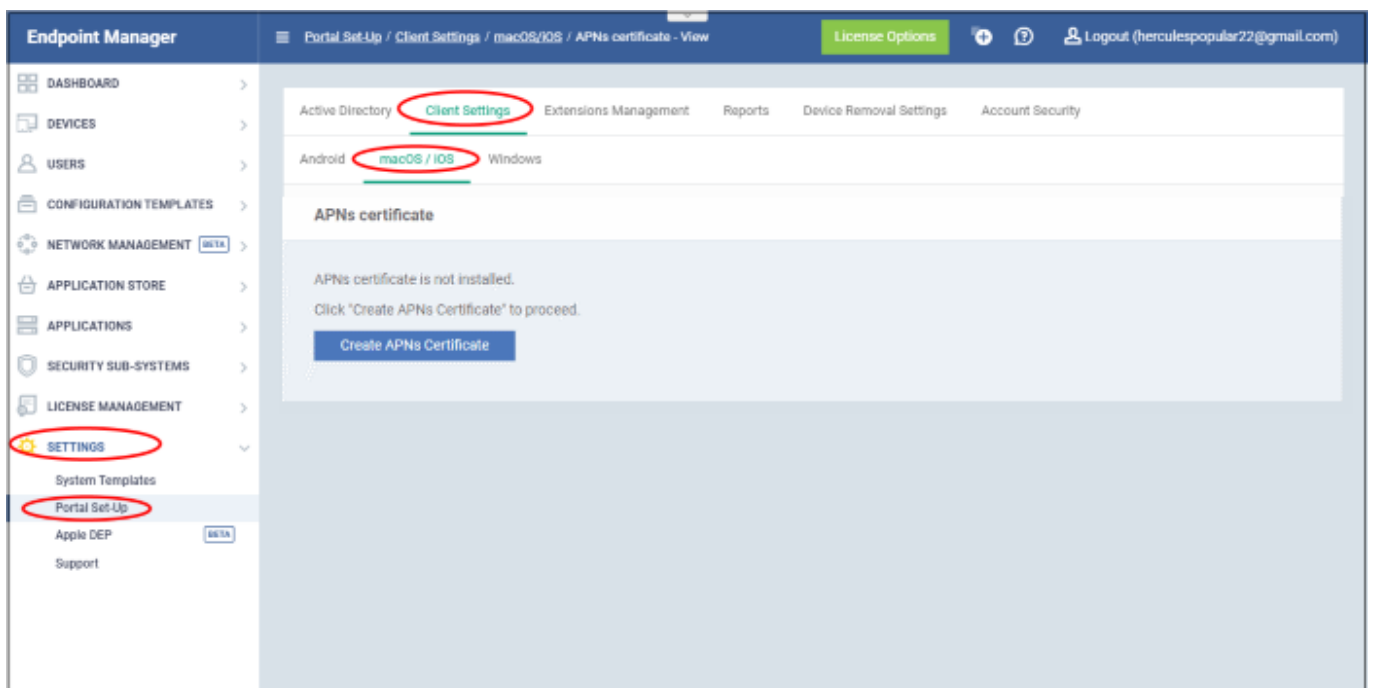 Endpoint Manager
Portal Set-Up / Client Settings / macOS/iOS / APNs certificate - View
License Options
Logout (herculespopular22@gmail.com)
DASHBOARD
DEVICES
USERS
CONFIGURATION TEMPLATES
NETWORK MANAGEMENT BETA
APPLICATION STORE
APPLICATIONS
SECURITY SUB-SYSTEMS
LICENSE MANAGEMENT
SETTINGS
System Templates
Portal Set-Up
Apple DEP BETA
Support
Active Directory Client Settings Extensions Management Reports Device Removal Settings Account Security
Android macOS / iOS Windows
APNs certificate
APNs certificate is not installed.
Click "Create APNs Certificate" to proceed.
Create APNs Certificate